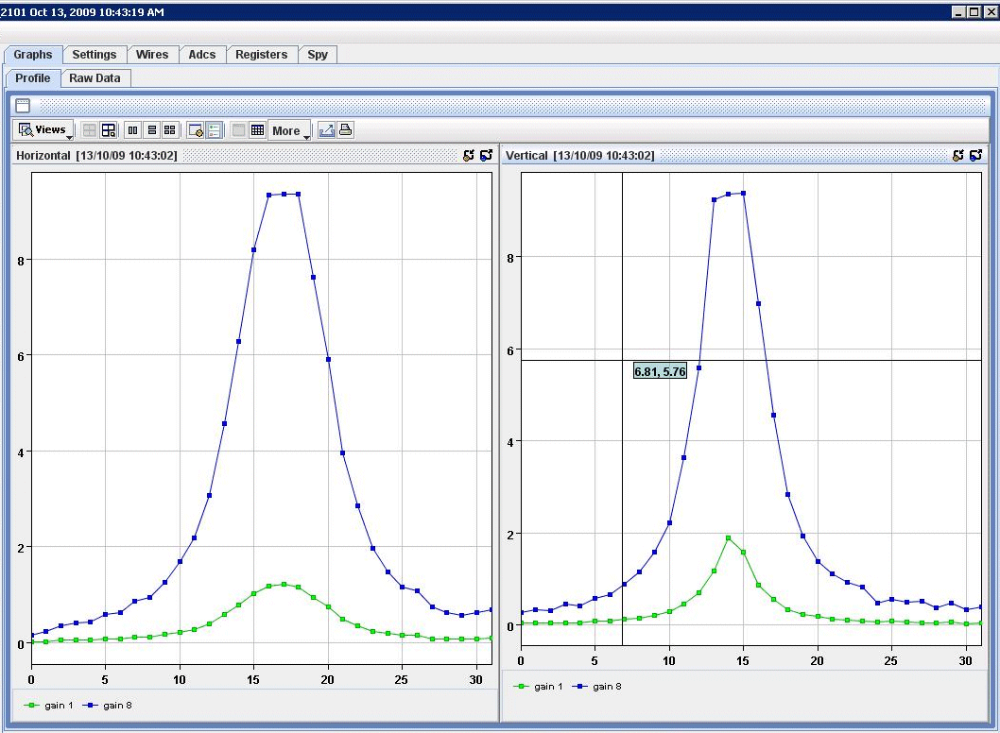 2101 Oct 13, 2009 10:43:19 AM
Graphs Settings Wires Adcs Registers Spy
Profile Raw Data
Views More
Horizontal [13/10/09 10:43:02]
8
6
4
2
0
0 5 10 15 20 25 30
gain 1 gain 8
Vertical [13/10/09 10:43:02]
8
6
6.81, 5.76
4
2
0
0 5 10 15 20 25 30
gain 1 gain 8